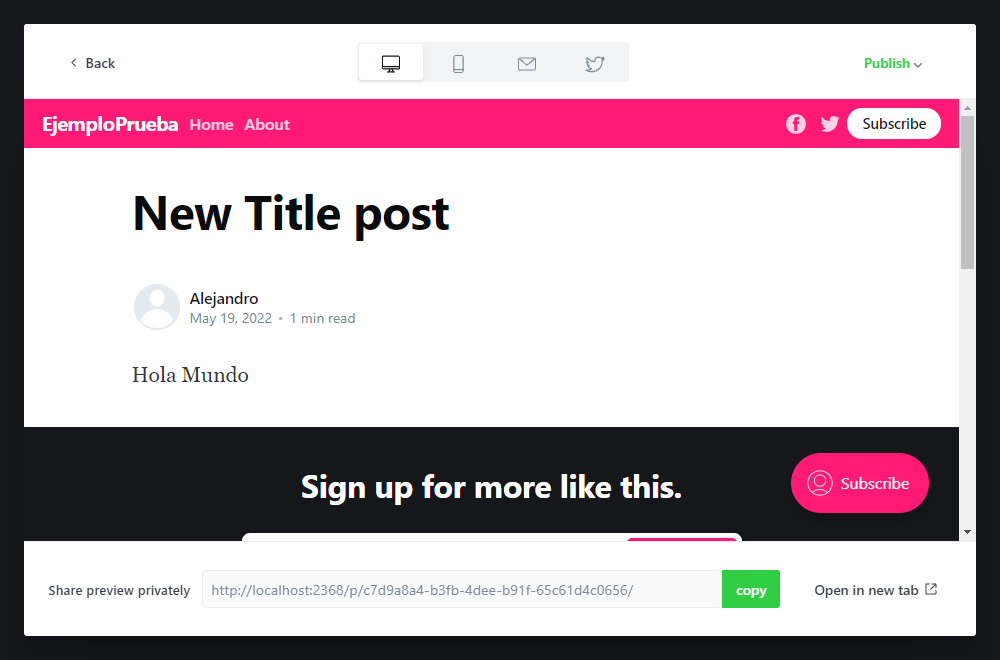 Back
Publish
EjemploPrueba Home About
Subscribe
New Title post
Alejandro
May 19, 2022 • 1 min read
Hola Mundo
Sign up for more like this.
Subscribe
Share preview privately
http://localhost:2368/p/c7d9a8a4-b3fb-4dee-b91f-65c61d4c0656/
copy
Open in new tab